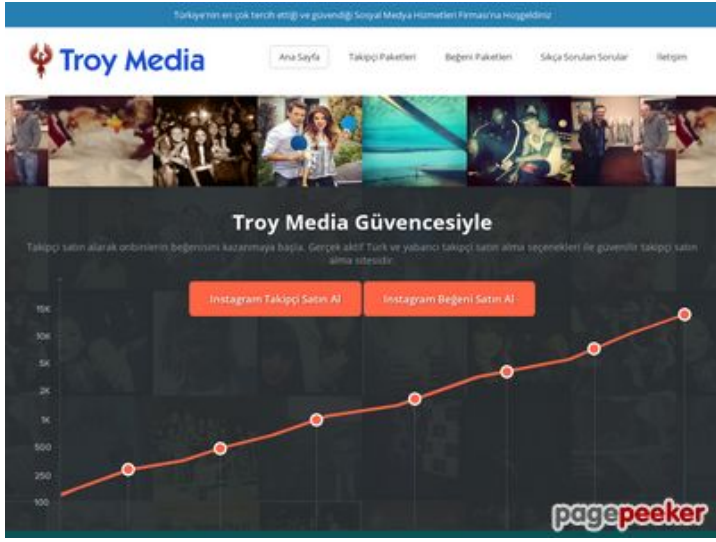 Türkiye'nin en çok tercih ettiği ve güvendiği Sosyal Medya Hizmetleri Firması'na Hoşgeldiniz
Troy Media
Ana Sayfa
Takipçi Paketleri
Beğeni Paketleri
Sıkça Sorulan Sorular
İletişim
Troy Media Güvencesiyle
Takipçi satın alarak onbinlerin beğenisini kazanmaya başla. Gerçek aktif Türk ve yabancı takipçi satın alma seçenekleri ile güvenilir takipçi satın
alma sitesidir.
Instagram Takipçi Satın Al
Instagram Beğeni Satın Al
15K
10K
5K
2K
1K
500
250
100
pagepeeker